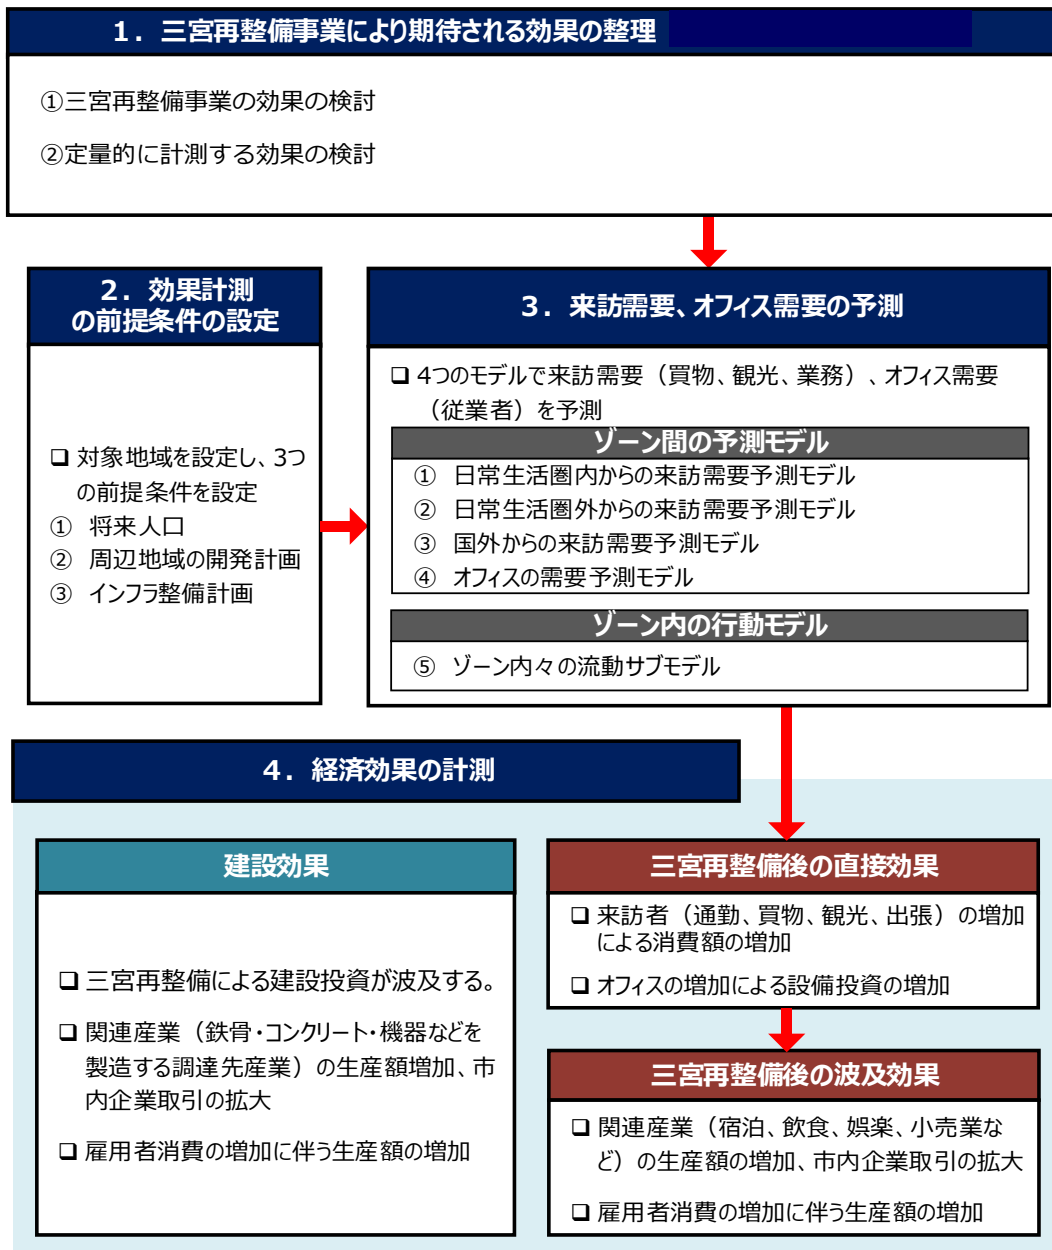 1．三宮再整備事業により期待される効果の整理
①三宮再整備事業の効果の検討
②定量的に計測する効果の検討
2．効果計測
の前提条件の設定
❑ 対象地域を設定し、3つ
の前提条件を設定
① 将来人口
② 周辺地域の開発計画
③ インフラ整備計画
3．来訪需要、オフィス需要の予測
❑ 4つのモデルで来訪需要（買物、観光、業務）、オフィス需要
（従業者）を予測
ゾーン間の予測モデル
① 日常生活圏内からの来訪需要予測モデル
② 日常生活圏外からの来訪需要予測モデル
③ 国外からの来訪需要予測モデル
④ オフィスの需要予測モデル
ゾーン内の行動モデル
⑤ ゾーン内々の流動サブモデル
4．経済効果の計測
建設効果
❑ 三宮再整備による建設投資が波及する。
❑ 関連産業（鉄骨・コンクリート・機器などを
製造する調達先産業）の生産額増加、市
内企業取引の拡大
❑ 雇用者消費の増加に伴う生産額の増加
三宮再整備後の直接効果
❑ 来訪者（通勤、買物、観光、出張）の増加
による消費額の増加
❑ オフィスの増加による設備投資の増加
三宮再整備後の波及効果
❑ 関連産業（宿泊、飲食、娯楽、小売業な
ど）の生産額の増加、市内企業取引の拡大
❑ 雇用者消費の増加に伴う生産額の増加